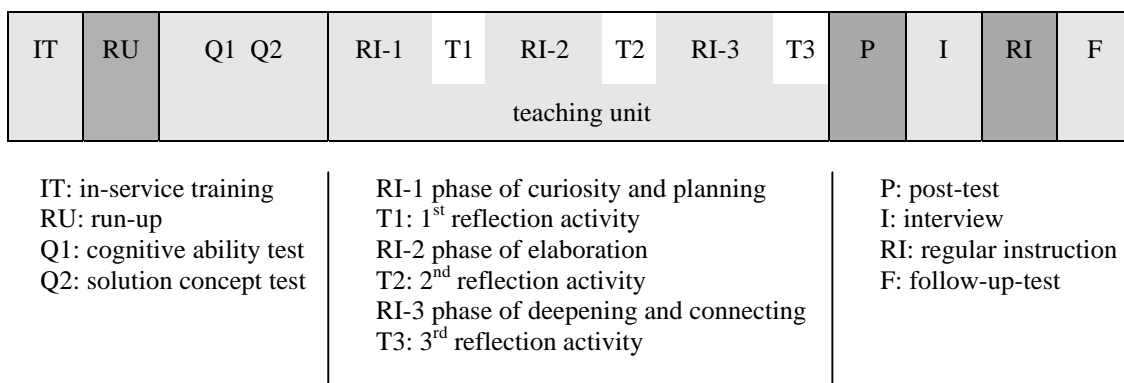 IT RU Q1 Q2 RI-1 T1 RI-2 T2 RI-3 T3 P I RI F
teaching unit
IT: in-service training
RU: run-up
Q1: cognitive ability test
Q2: solution concept test
RI-1 phase of curiosity and planning
T1: 1st reflection activity
RI-2 phase of elaboration
T2: 2nd reflection activity
RI-3 phase of deepening and connecting
T3: 3rd reflection activity
P: post-test
I: interview
RI: regular instruction
F: follow-up-test